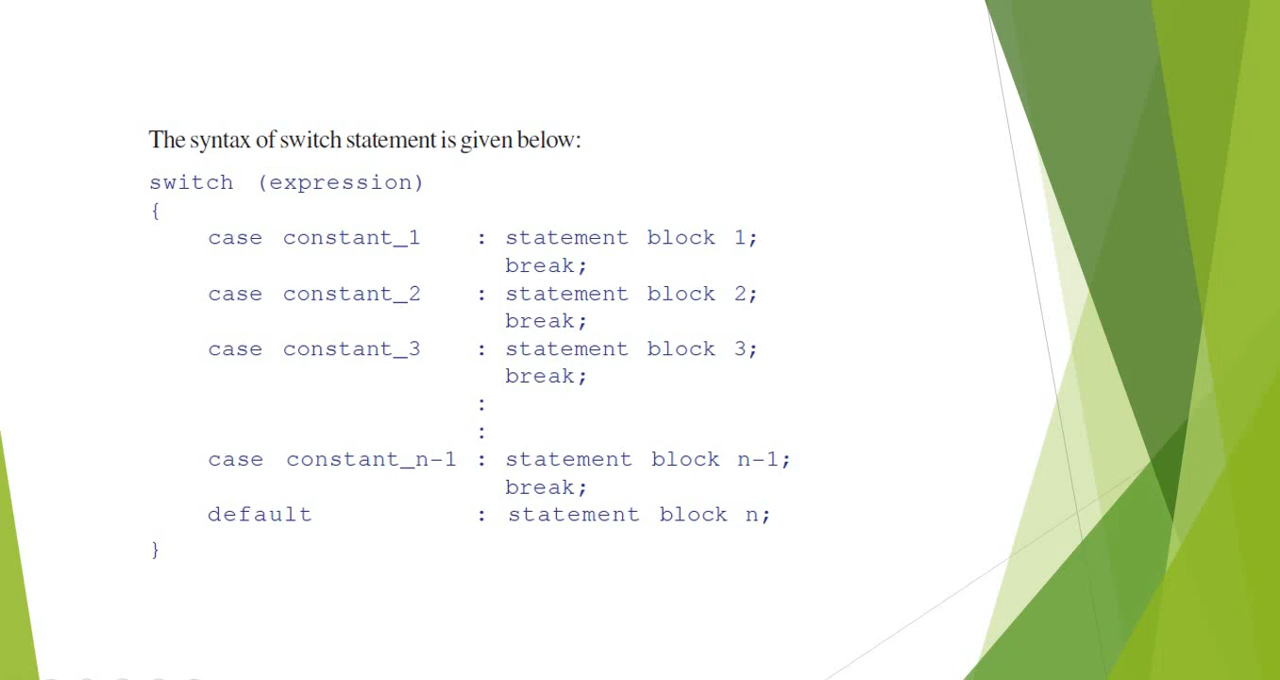 The syntax of switch statement is given below:
switch (expression)
{
case constant_1 : statement block 1;
break;
case constant_2 : statement block 2;
break;
case constant_3 : statement block 3;
break;
:
:
case constant_n-1 : statement block n-1;
break;
default : statement block n;
}